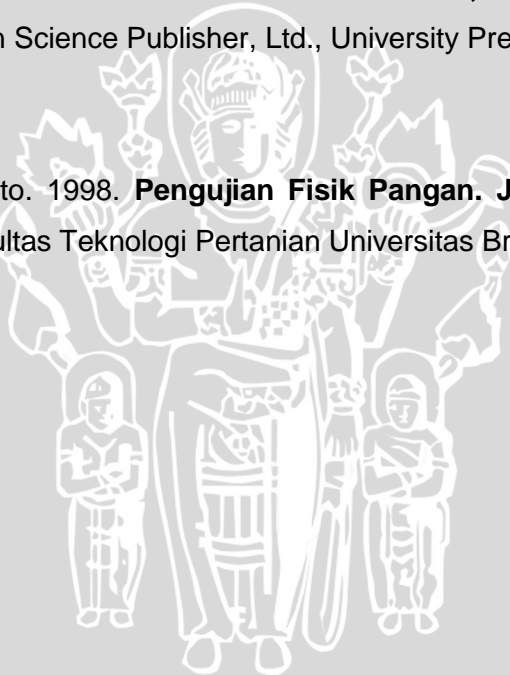 Science Publisher, Ltd., University Pre
to. 1998. Pengujian Fisik Pangan. J
ultas Teknologi Pertanian Universitas Br